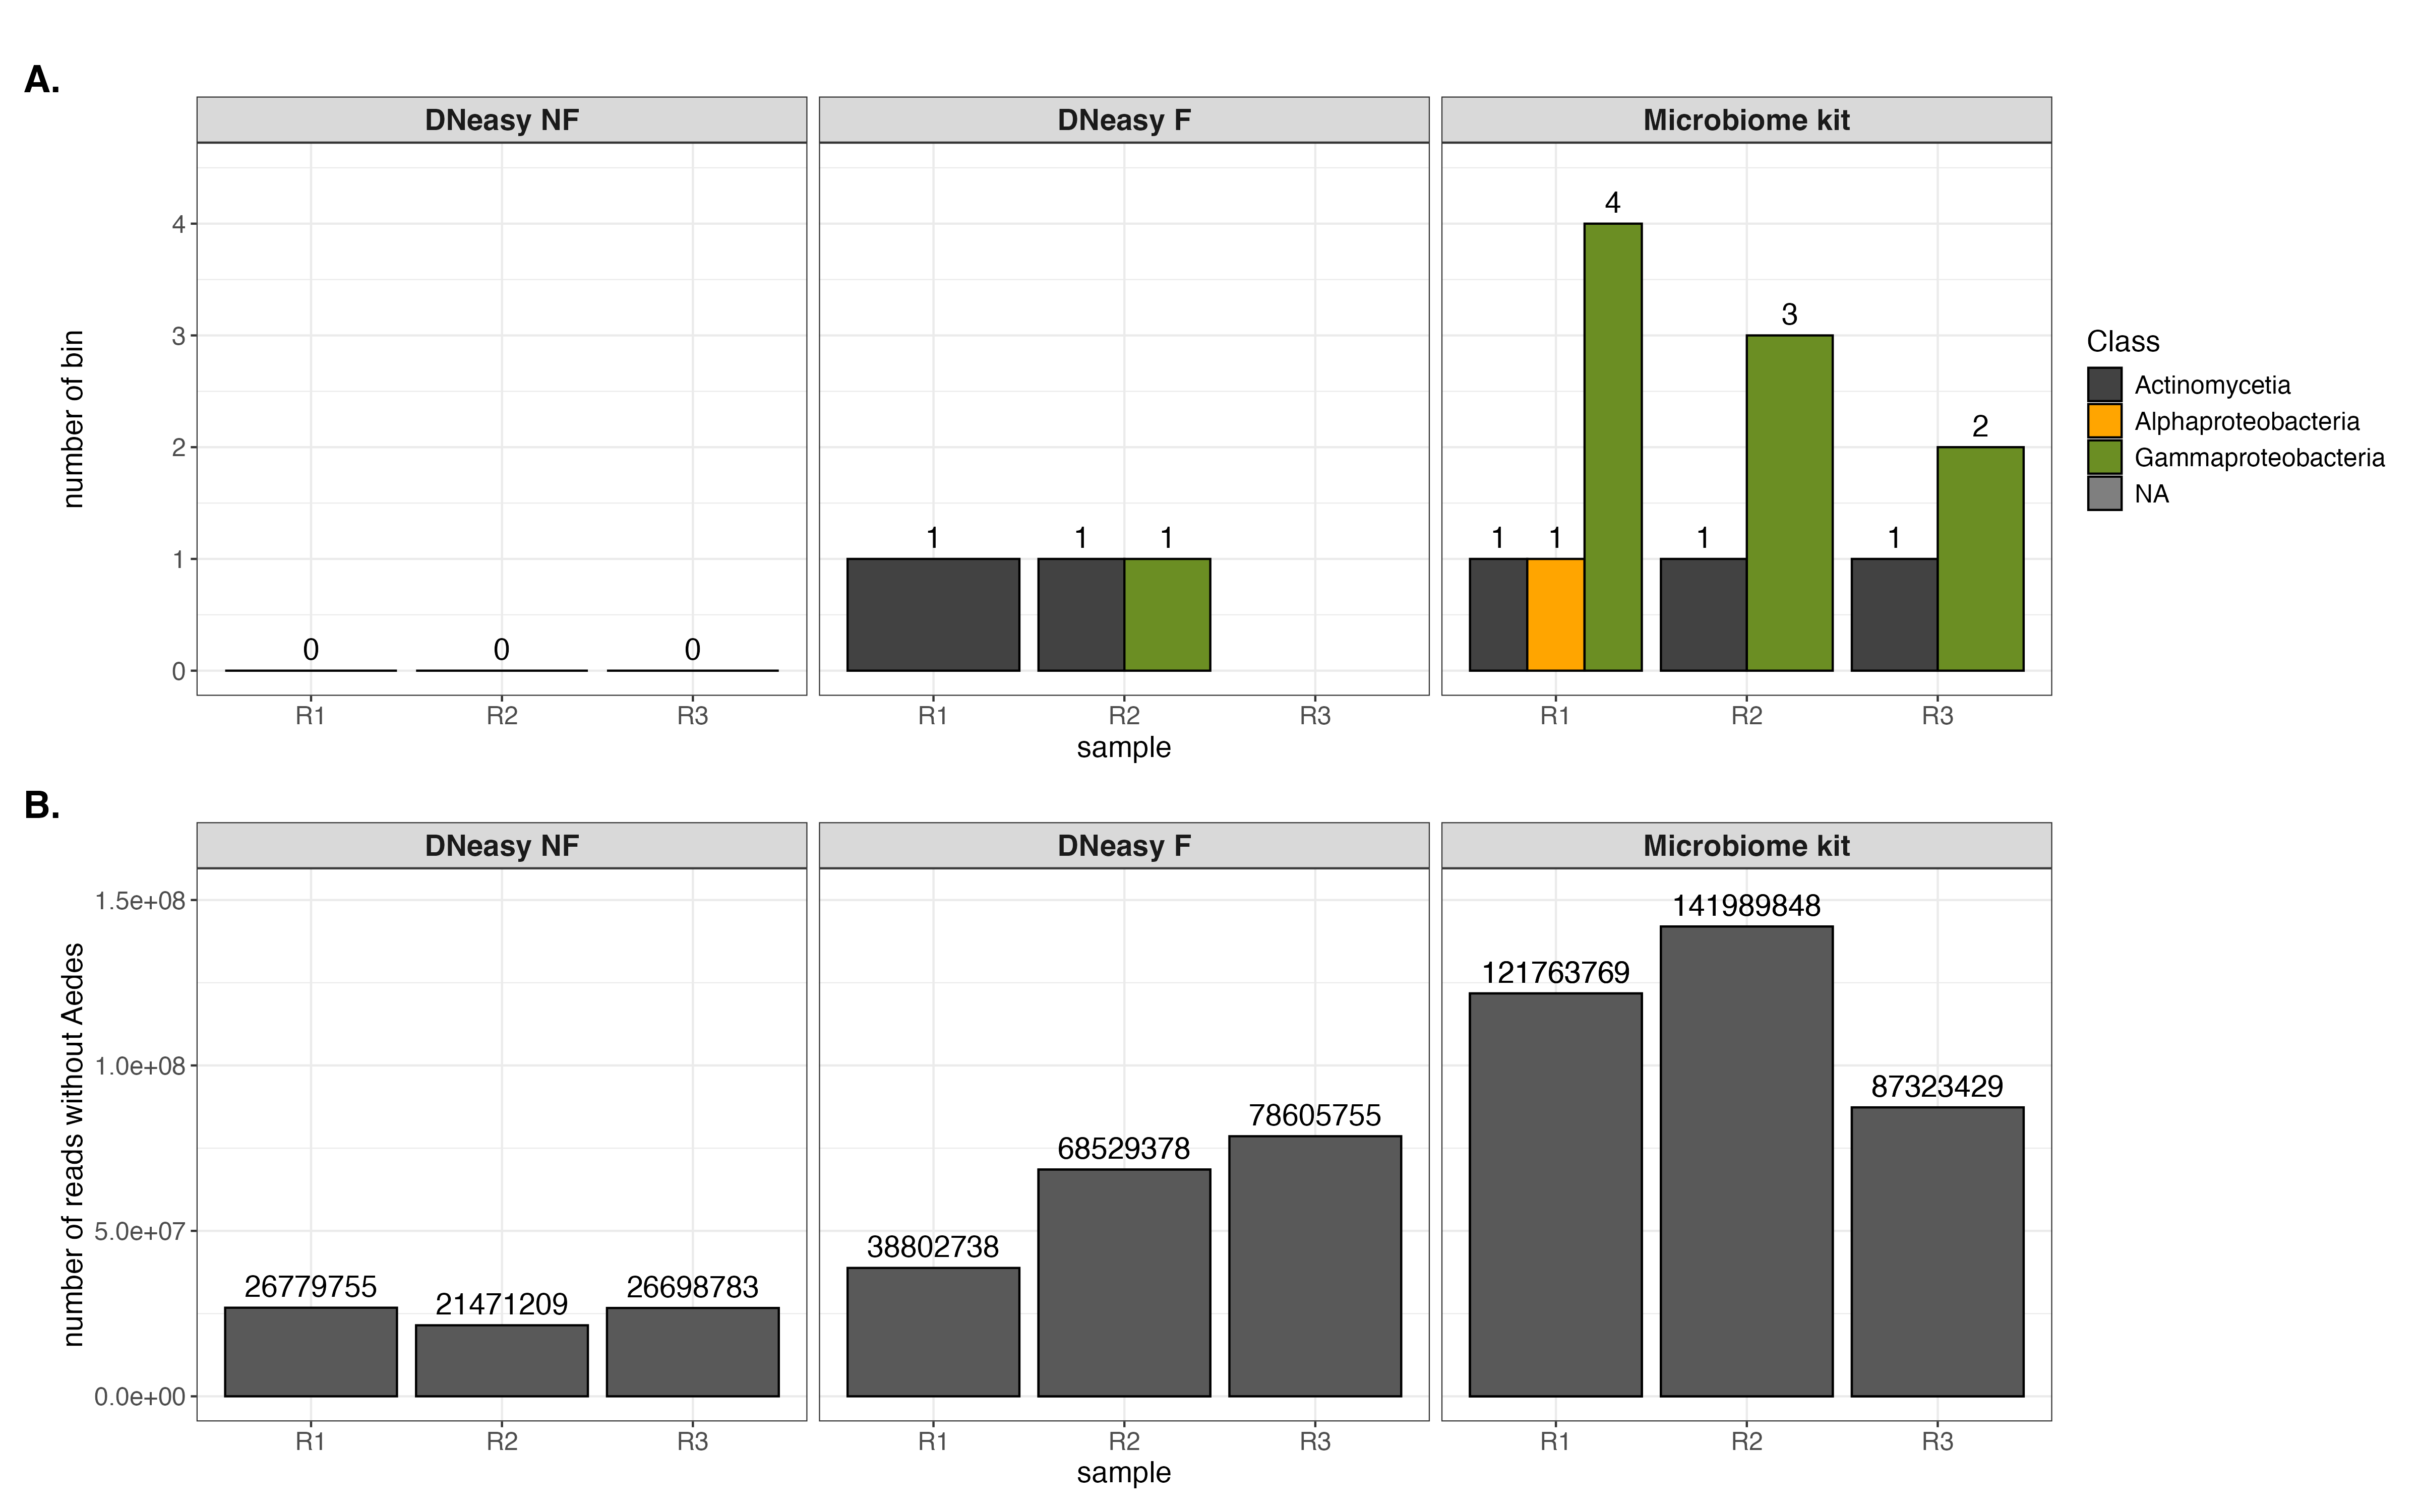 A.
DNeasy NF DNeasy F Microbiome kit
number of bin
4
3
2
1
0
0 0 0
1 1 1
1 1 4 1 3 1 2
R1 R2 R3 R1 R2 R3 R1 R2 R3
sample
Class
Actinomycetia
Alphaproteobacteria
Gammaproteobacteria
NA
B.
DNeasy NF DNeasy F Microbiome kit
number of reads without Aedes
1.5e+08
1.0e+08
5.0e+07
0.0e+00
26779755 21471209 26698783
38802738 68529378 78605755
121763769 141989848 87323429
R1 R2 R3 R1 R2 R3 R1 R2 R3
sample